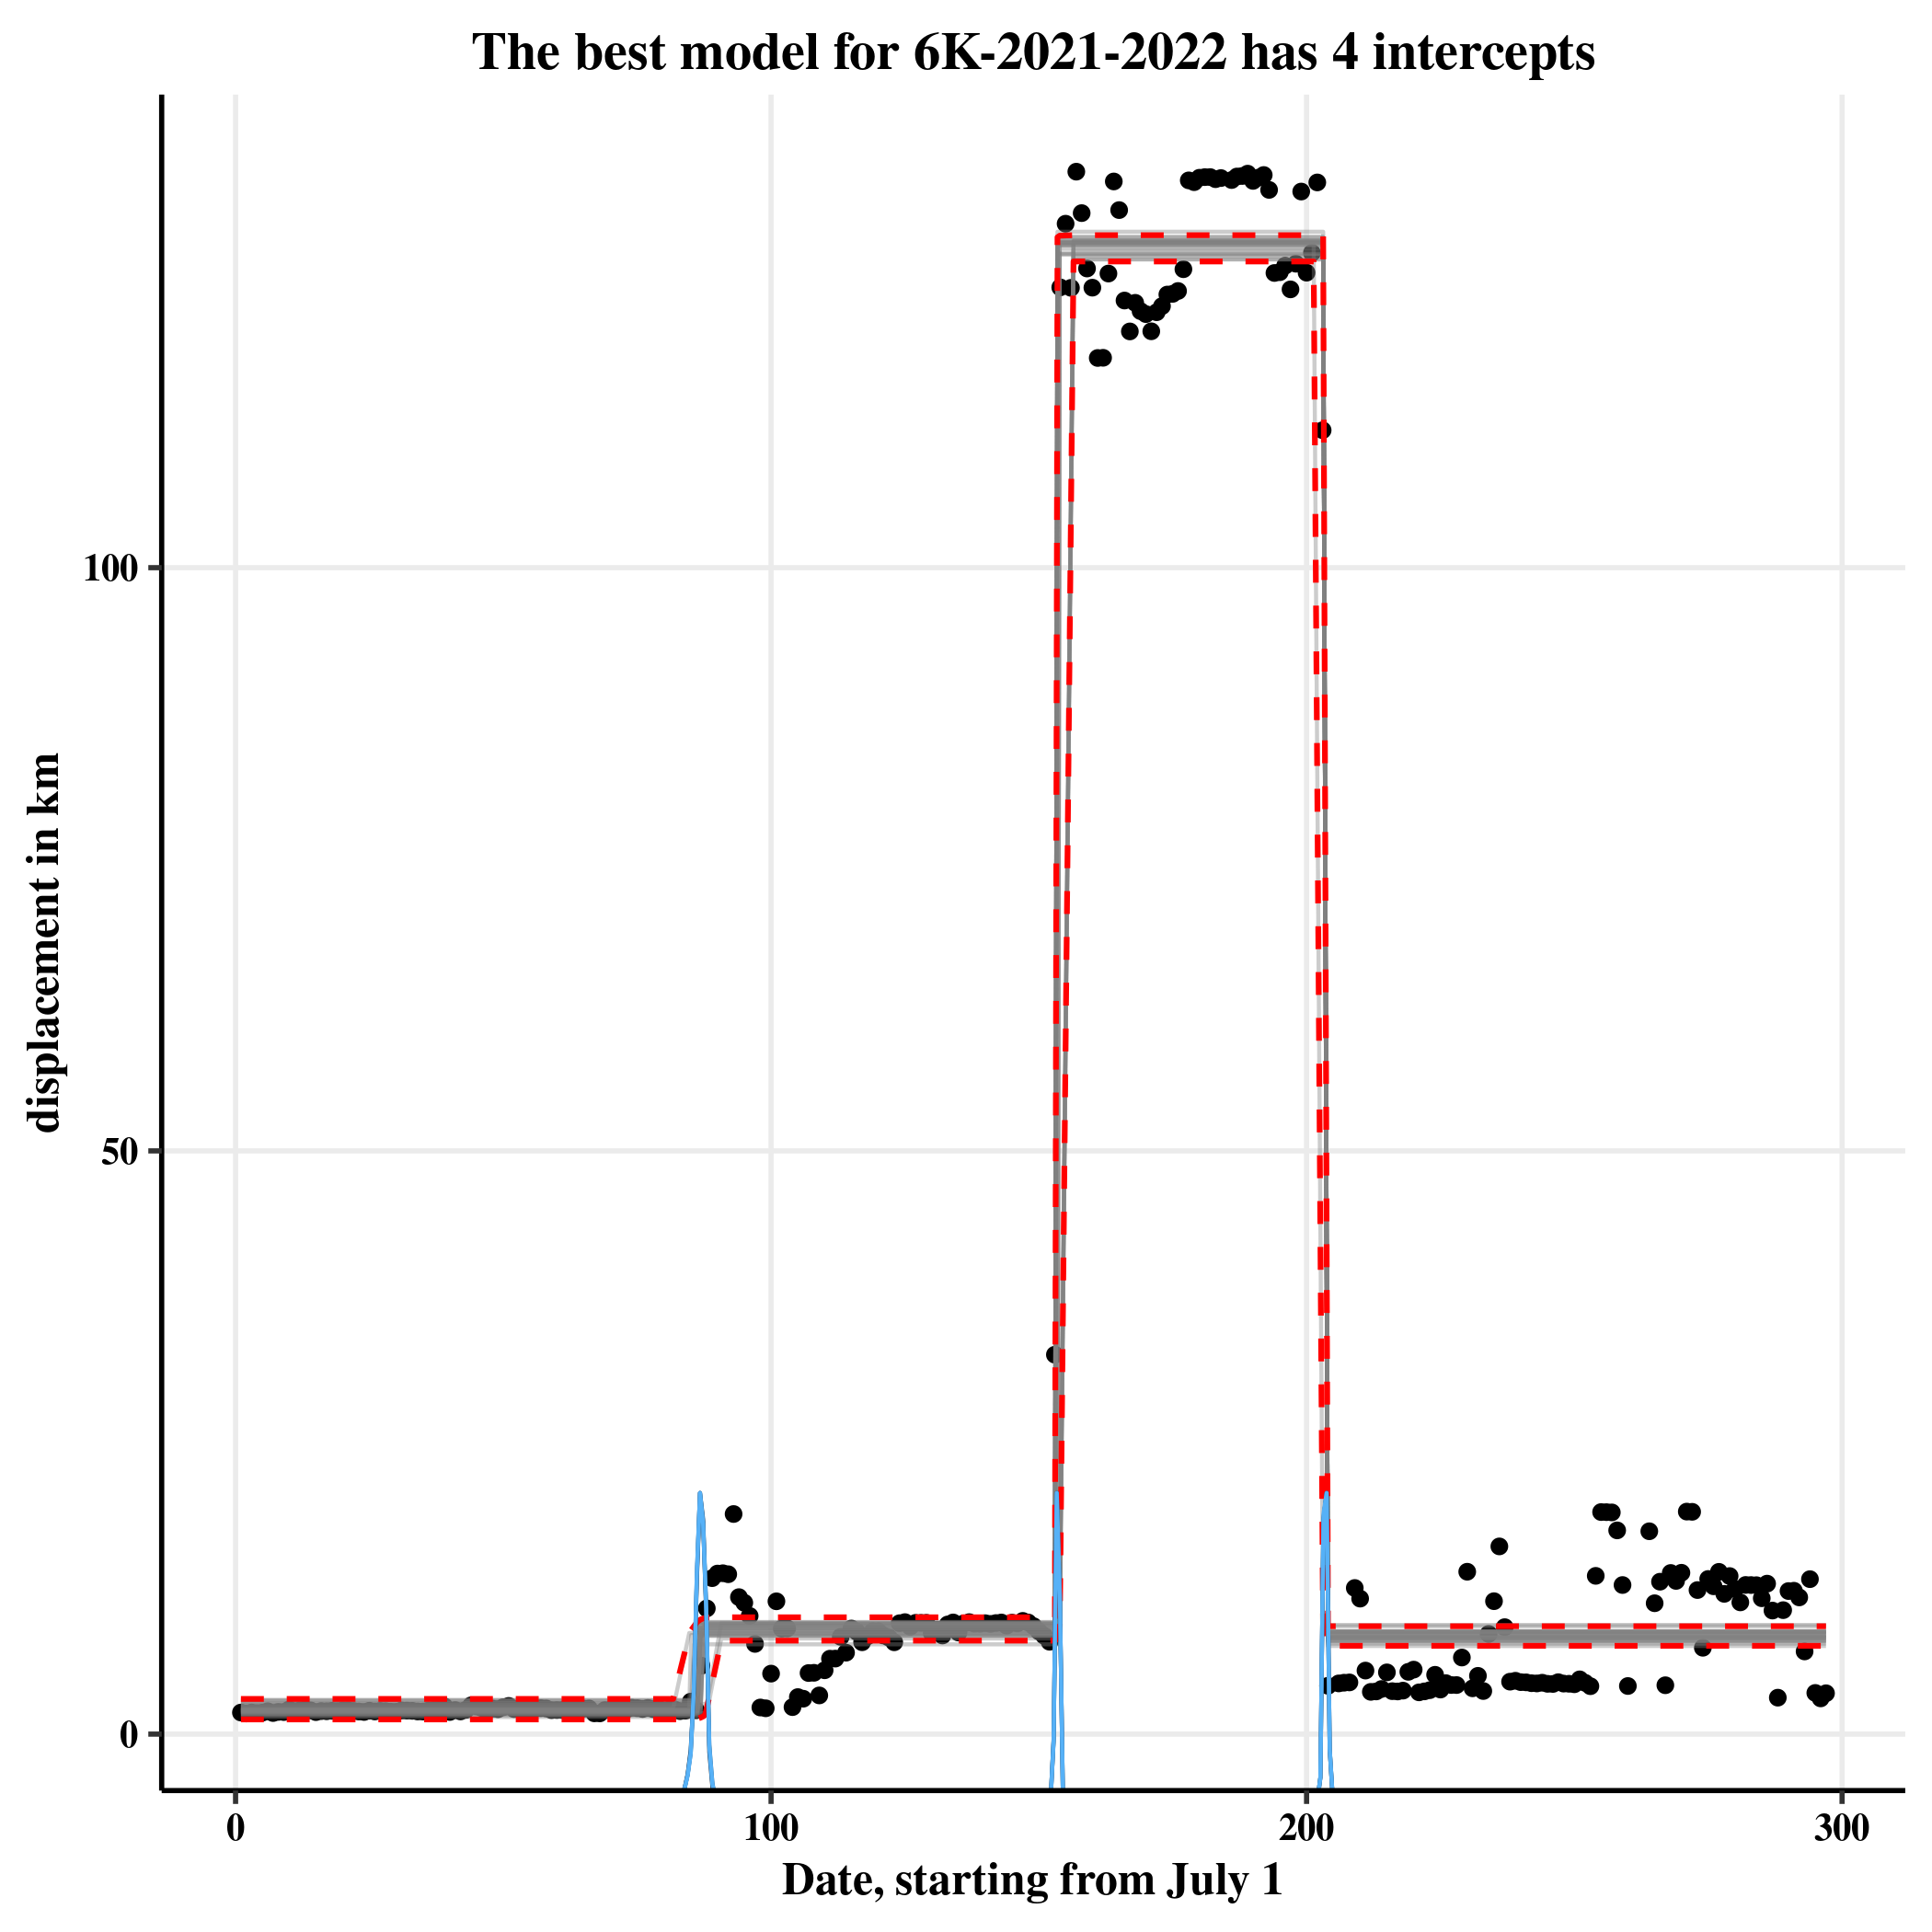 The best model for 6K-2021-2022 has 4 intercepts
displacement in km
100
50
0
0 100 200 300
Date, starting from July 1